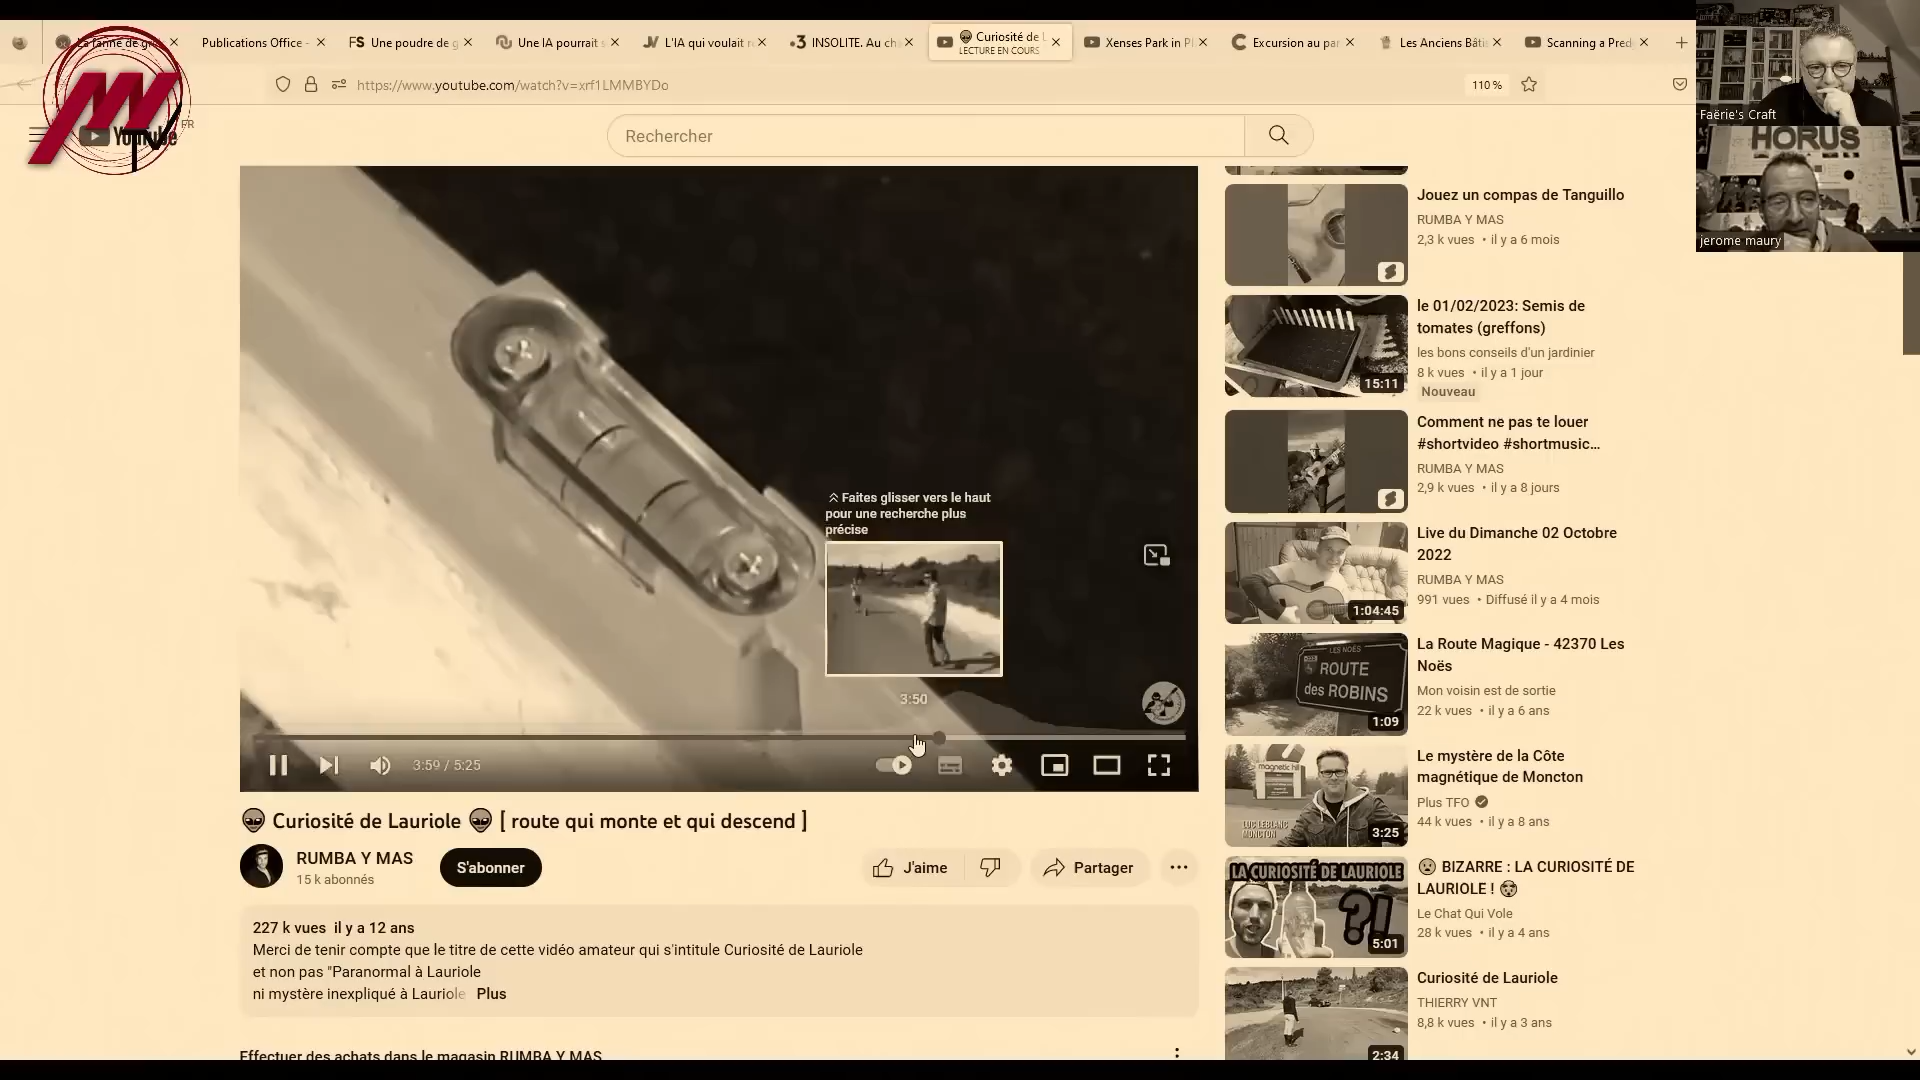 La panne de gr
Publications Office -
FS Une poudre de g
Une IA pourrait s
L'IA qui voulait r
3 INSOLITE. Au ch
Curiosité de L
LECTURE EN COURS
Xenses Park in Pl
Excursion au par
Les Anciens Bâti
Scanning a Pred
https://www.youtube.com/watch?v=xrf1LMMBYDo
110 %
Faërie's Craft
HORUS
jerome maury
MTV
YouTube FR
Rechercher
Faites glisser vers le haut
pour une recherche plus
précise
3:50
3:59 / 5:25
Curiosité de Lauriole [ route qui monte et qui descend ]
RUMBA Y MAS
15 k abonnés
S'abonner
J'aime
Partager
227 k vues il y a 12 ans
Merci de tenir compte que le titre de cette vidéo amateur qui s'intitule Curiosité de Lauriole
et non pas "Paranormal à Lauriole
ni mystère inexpliqué à Lauriole Plus
Effectuer des achats dans le magasin RUMBA Y MAS
Jouez un compas de Tanguillo
RUMBA Y MAS
2,3 k vues • il y a 6 mois
15:11
le 01/02/2023: Semis de
tomates (greffons)
les bons conseils d'un jardinier
8 k vues • il y a 1 jour
Nouveau
Comment ne pas te louer
#shortvideo #shortmusic...
RUMBA Y MAS
2,9 k vues • il y a 8 jours
1:04:45
Live du Dimanche 02 Octobre
2022
RUMBA Y MAS
991 vues • Diffusé il y a 4 mois
LES NOËS
ROUTE
des ROBINS
1:09
La Route Magique - 42370 Les
Noës
Mon voisin est de sortie
22 k vues • il y a 6 ans
magnetic hill
LUC LEBLANC
MONCTON
3:25
Le mystère de la Côte
magnétique de Moncton
Plus TFO
44 k vues • il y a 8 ans
LA CURIOSITÉ DE LAURIOLE
?!
5:01
BIZARRE : LA CURIOSITÉ DE
LAURIOLE !
Le Chat Qui Vole
28 k vues • il y a 4 ans
2:34
Curiosité de Lauriole
THIERRY VNT
8,8 k vues • il y a 3 ans